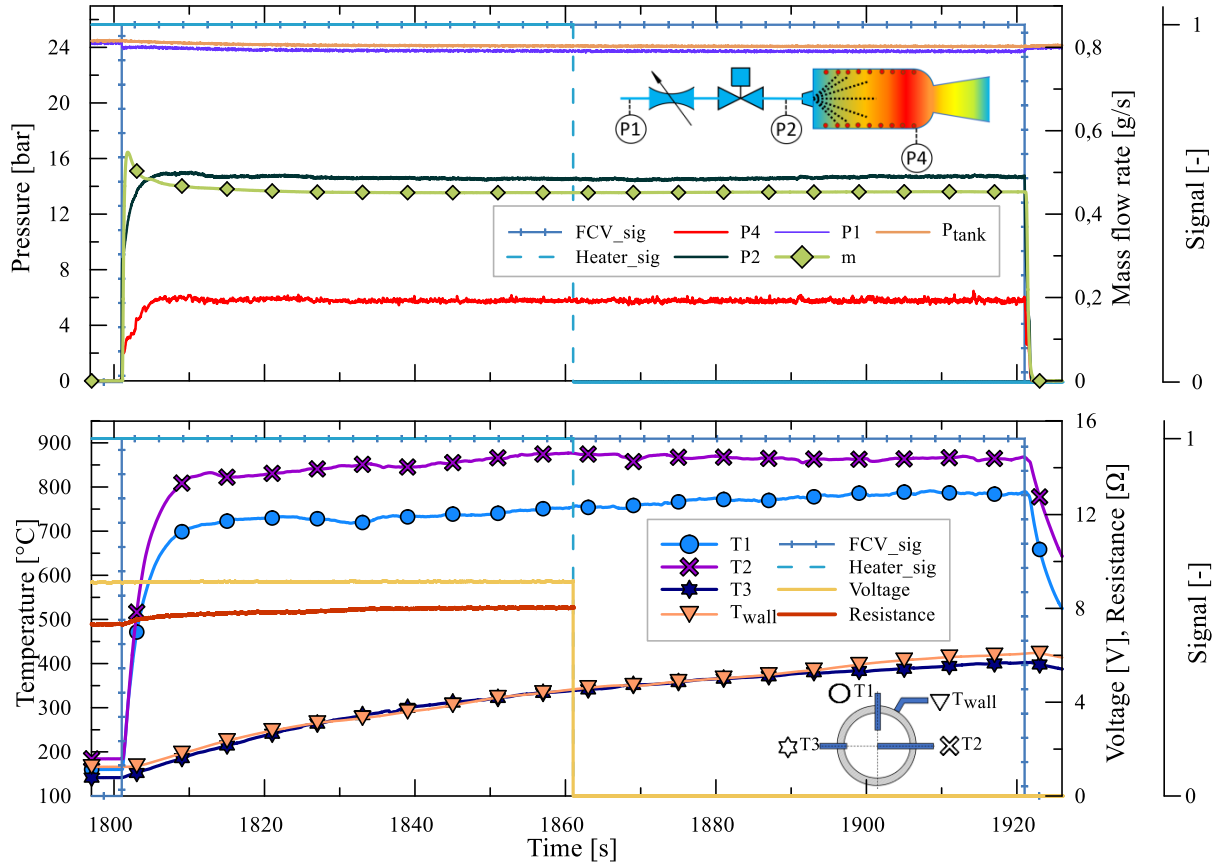 24
20
16
12
8
4
0
Pressure [bar]
0,8
0,6
0,4
0,2
0
Mass flow rate [g/s]
1
0
Signal [-]
P1
P2
P4
FCV_sig
P4
P1
P_tank
Heater_sig
P2
m
900
800
700
600
500
400
300
200
100
Temperature [°C]
16
12
8
4
0
Voltage [V], Resistance [Ω]
1
0
Signal [-]
T1
FCV_sig
T2
Heater_sig
T3
Voltage
T_wall
Resistance
T1
T_wall
T3
T2
1800
1820
1840
1860
1880
1900
1920
Time [s]